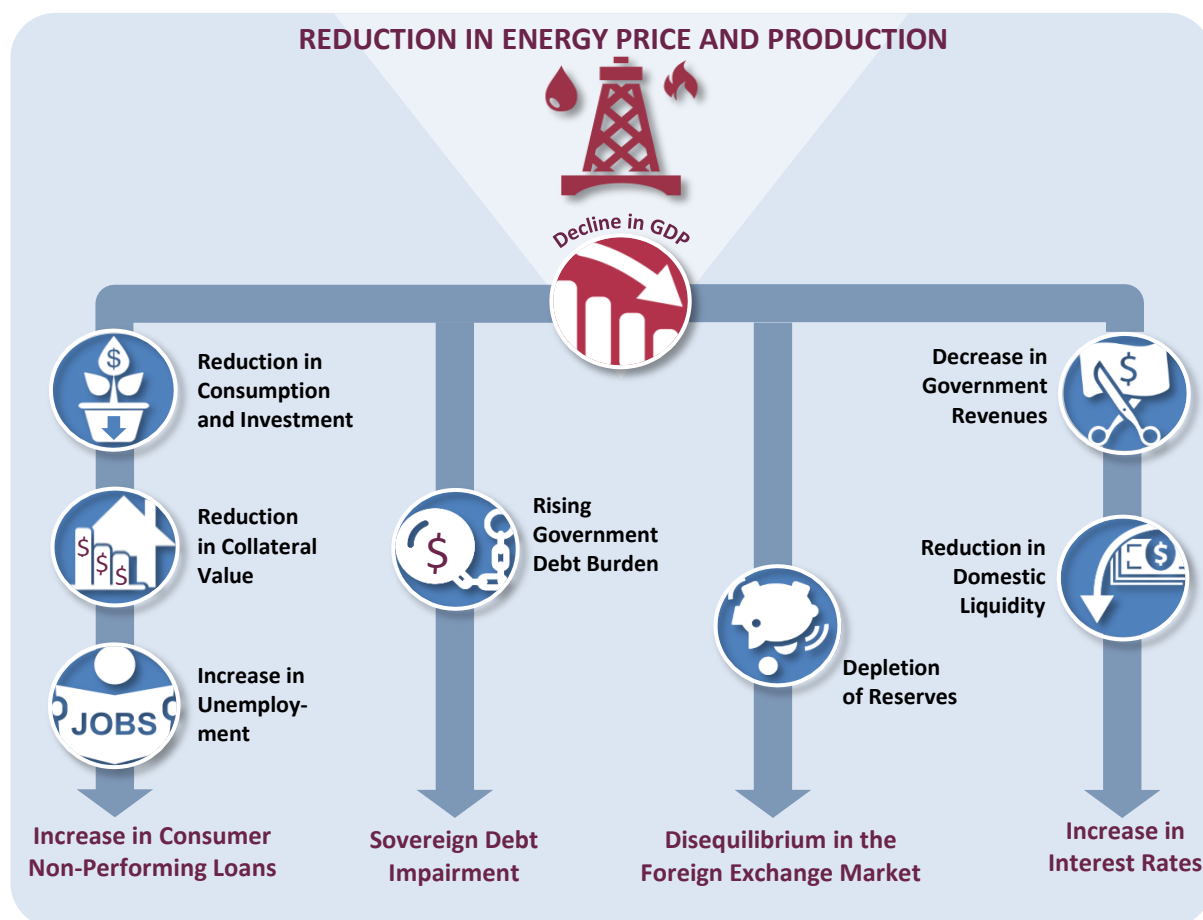 REDUCTION IN ENERGY PRICE AND PRODUCTION
Decline in GDP
Reduction in
Consumption
and Investment
Reduction
in Collateral
Value
JOBS
Increase in
Unemploy-
ment
Increase in Consumer
Non-Performing Loans
$
Rising
Government
Debt Burden
Sovereign Debt
Impairment
Depletion
of Reserves
Disequilibrium in the
Foreign Exchange Market
Decrease in
Government
Revenues
$
Reduction in
Domestic
Liquidity
$
Increase in
Interest Rates
$
$
$
$